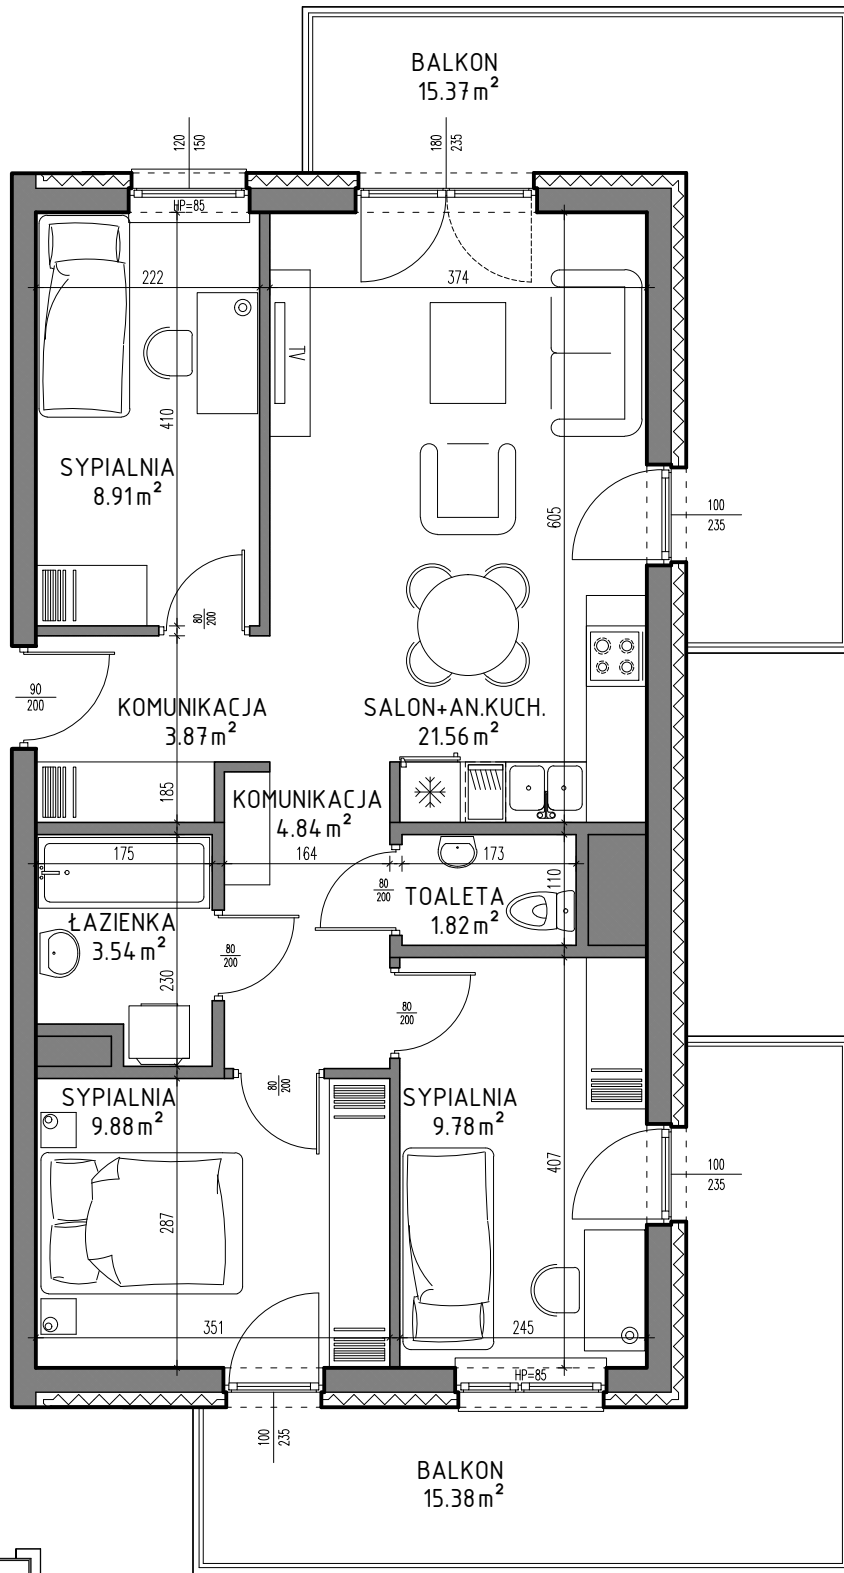 BALKON
15.37 m²
120
150
180
235
HP=85
222
374
TV
410
SYPIALNIA
8.91 m²
605
100
235
80
200
90
200
KOMUNIKACJA
3.87 m²
SALON+AN.KUCH.
21.56 m²
185
KOMUNIKACJA
4.84 m²
175
164
173
80
200
110
TOALETA
1.82 m²
ŁAZIENKA
3.54 m²
230
80
200
80
200
80
200
SYPIALNIA
9.88 m²
SYPIALNIA
9.78 m²
407
100
235
287
351
245
HP=85
100
235
BALKON
15.38 m²